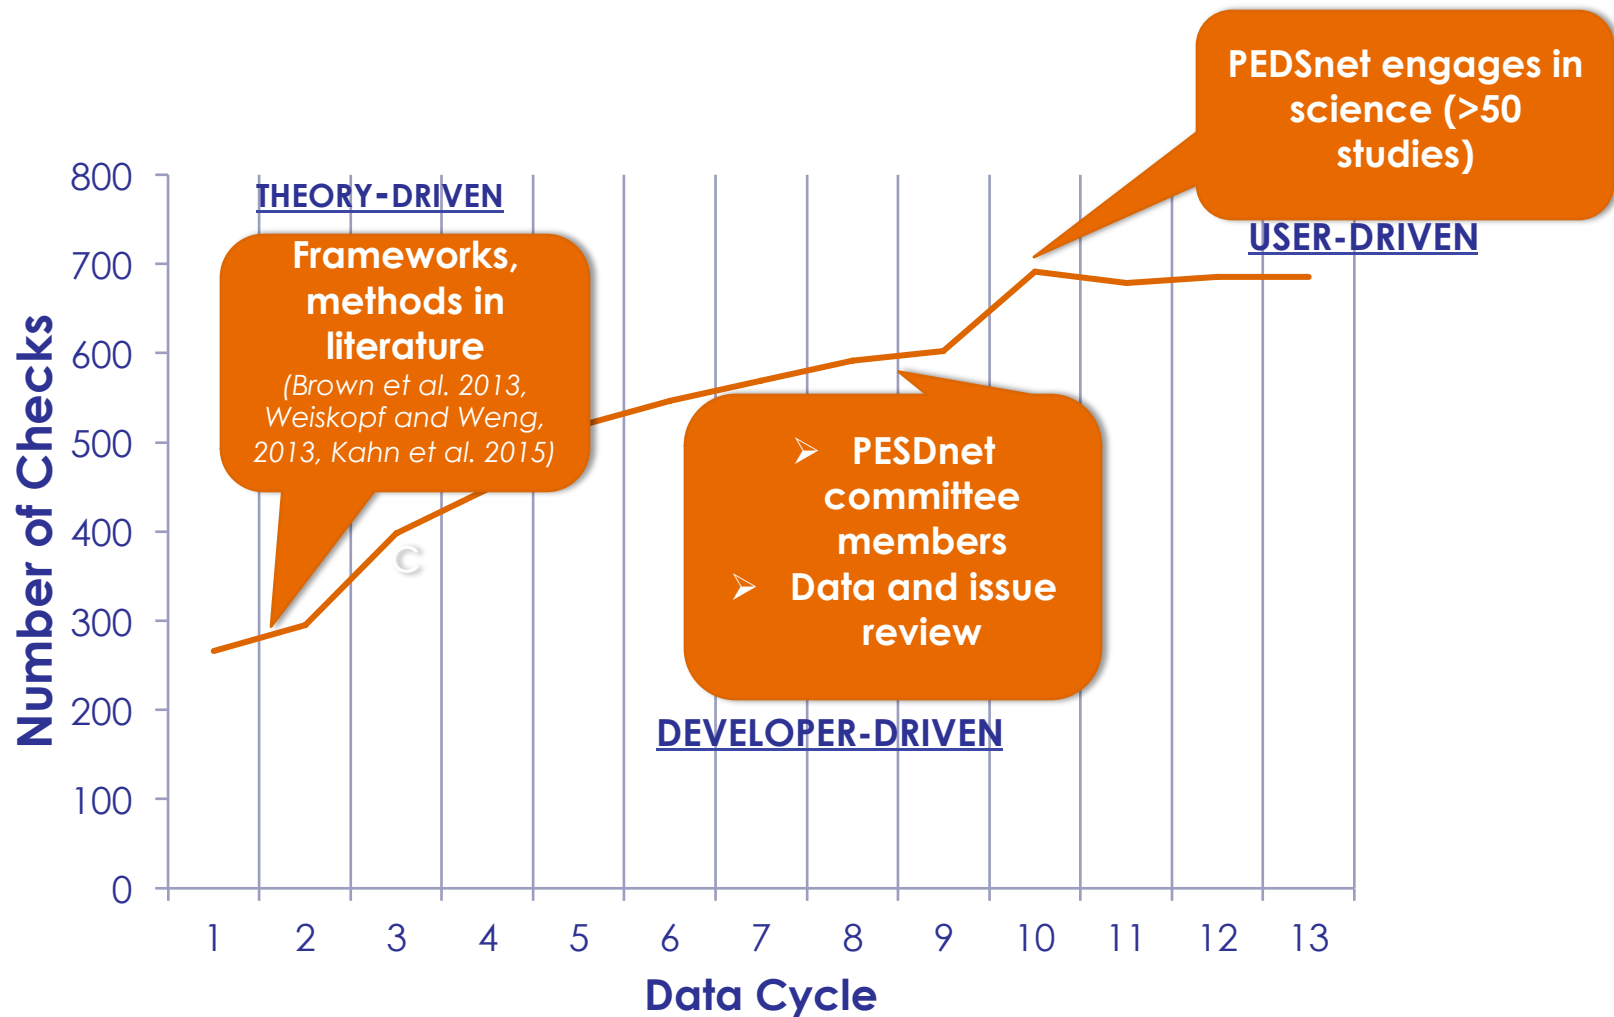 PEDSnet engages in
science (>50
studies)
THEORY-DRIVEN
USER-DRIVEN
Frameworks,
methods in
literature
(Brown et al. 2013,
Weiskopf and Weng,
2013, Kahn et al. 2015)
➢ PESDnet
committee
members
➢ Data and issue
review
C
DEVELOPER-DRIVEN
Number of Checks
800
700
600
500
400
300
200
100
0
1 2 3 4 5 6 7 8 9 10 11 12 13
Data Cycle